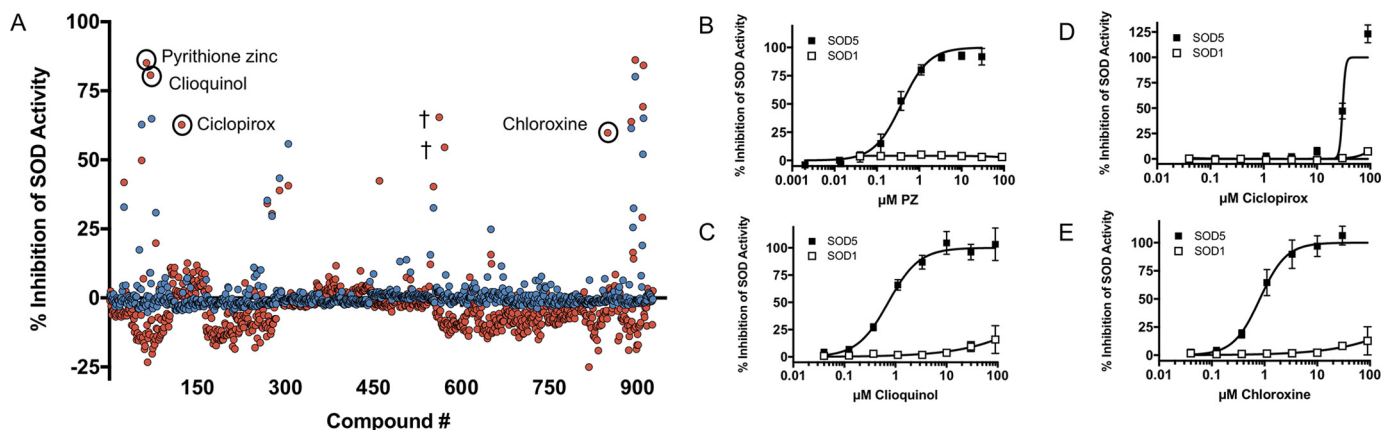 A
% Inhibition of SOD Activity
100
75
50
25
0
-25
Pyrithione zinc
Clioquinol
Ciclopirox
Chloroxine
†
†
150 300 450 600 750 900
Compound #
B
% Inhibition of SOD Activity
125
100
75
50
25
0
SOD5
SOD1
0.001 0.01 0.1 1 10 100
µM PZ
C
% Inhibition of SOD Activity
125
100
75
50
25
0
SOD5
SOD1
0.01 0.1 1 10 100
µM Clioquinol
D
% Inhibition of SOD Activity
125
100
75
50
25
0
SOD5
SOD1
0.01 0.1 1 10 100
µM Ciclopirox
E
% Inhibition of SOD Activity
125
100
75
50
25
0
SOD5
SOD1
0.01 0.1 1 10 100
µM Chloroxine